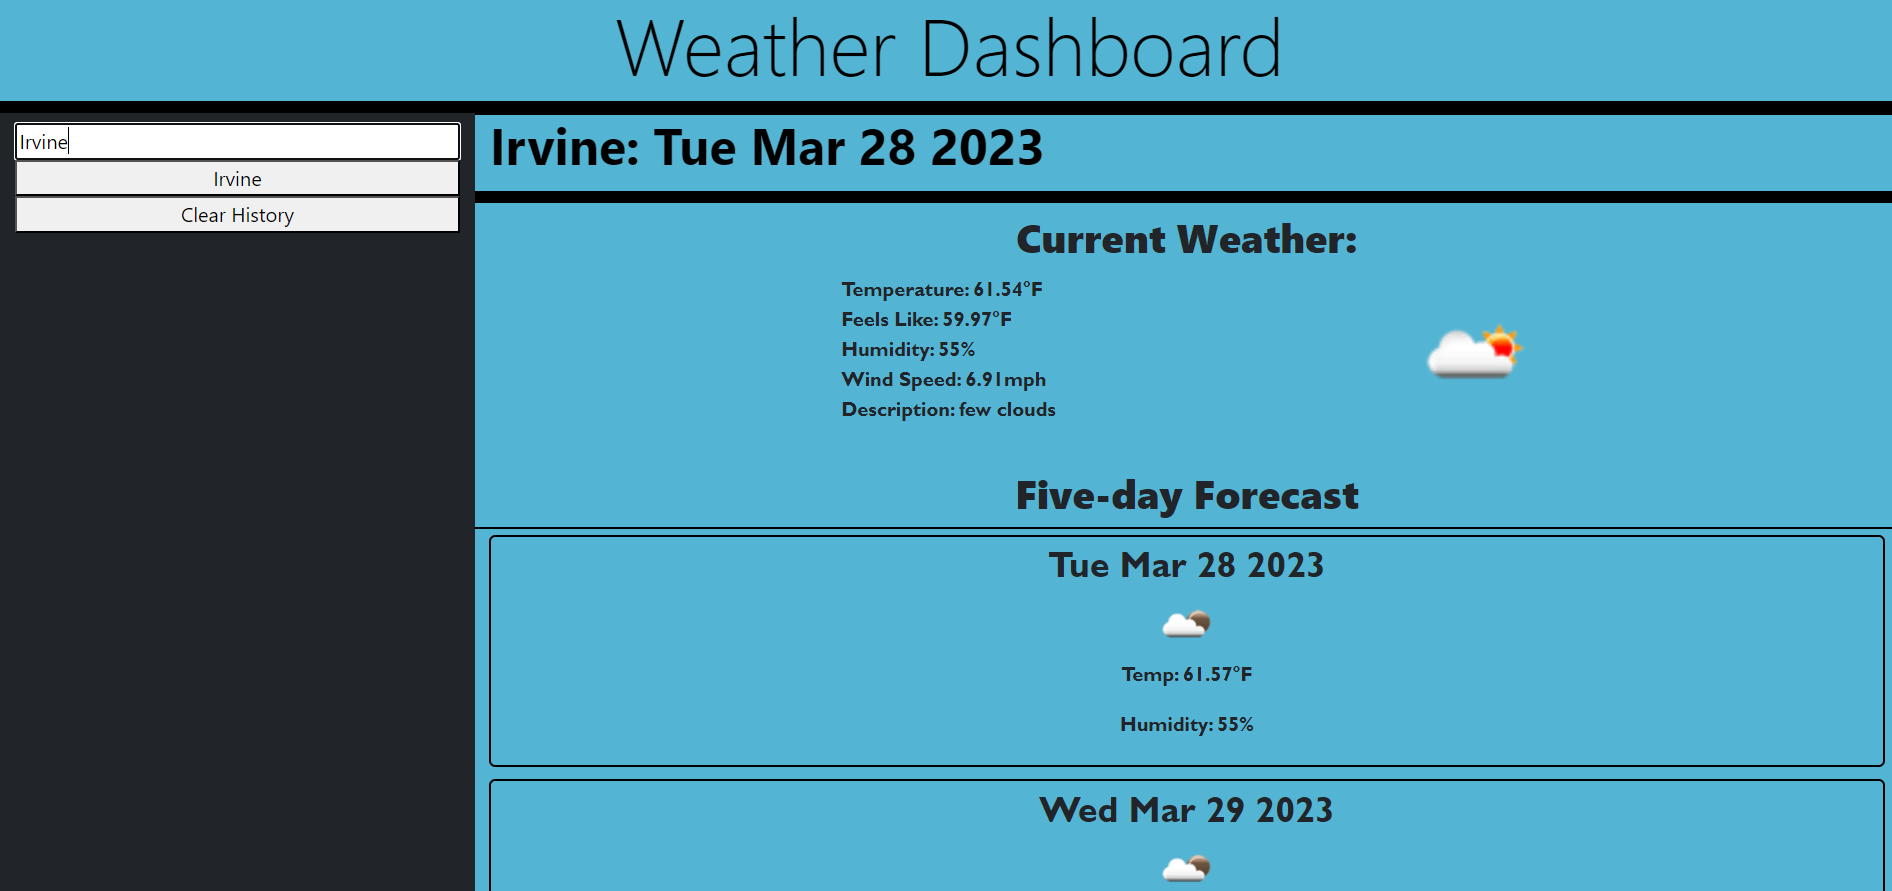 Weather Dashboard
Irvine
Irvine
Clear History
Irvine: Tue Mar 28 2023
Current Weather:
Temperature: 61.54°F
Feels Like: 59.97°F
Humidity: 55%
Wind Speed: 6.91mph
Description: few clouds
Five-day Forecast
Tue Mar 28 2023
Temp: 61.57°F
Humidity: 55%
Wed Mar 29 2023